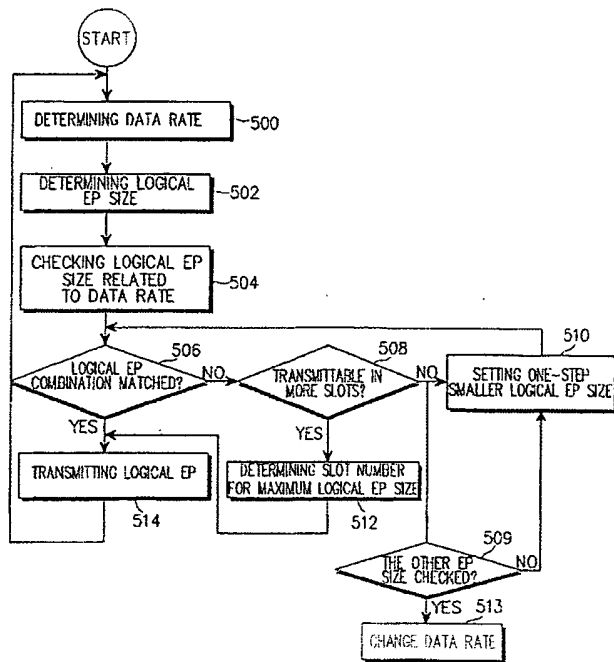 START
DETERMINING DATA RATE
500
DETERMINING LOGICAL
EP SIZE
502
CHECKING LOGICAL EP
SIZE RELATED
TO DATA RATE
504
LOGICAL EP
COMBINATION MATCHED?
506
NO
YES
TRANSMITTABLE IN
MORE SLOTS?
508
NO
YES
510
SETTING ONE-STEP
SMALLER LOGICAL EP SIZE
TRANSMITTING LOGICAL EP
514
DETERMINING SLOT NUMBER
FOR MAXIMUM LOGICAL EP SIZE
512
THE OTHER EP
SIZE CHECKED?
509
NO
YES
513
CHANGE DATA RATE